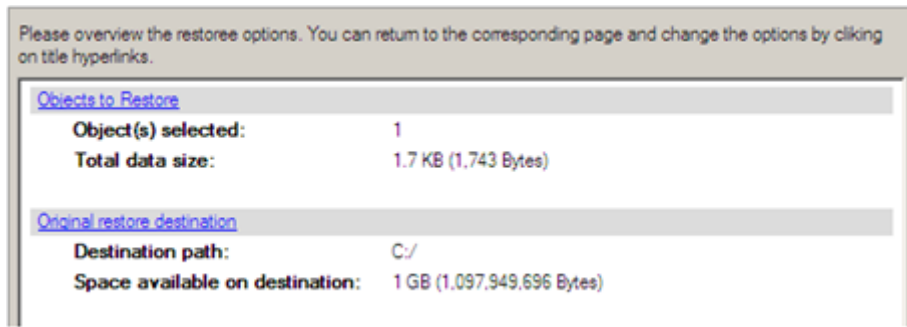 Please overview the restoree options. You can return to the corresponding page and change the options by cliking
on title hyperlinks.
Objects to Restore
Object(s) selected: 1
Total data size: 1.7 KB (1,743 Bytes)
Original restore destination
Destination path: C:/
Space available on destination: 1 GB (1,097,949,696 Bytes)